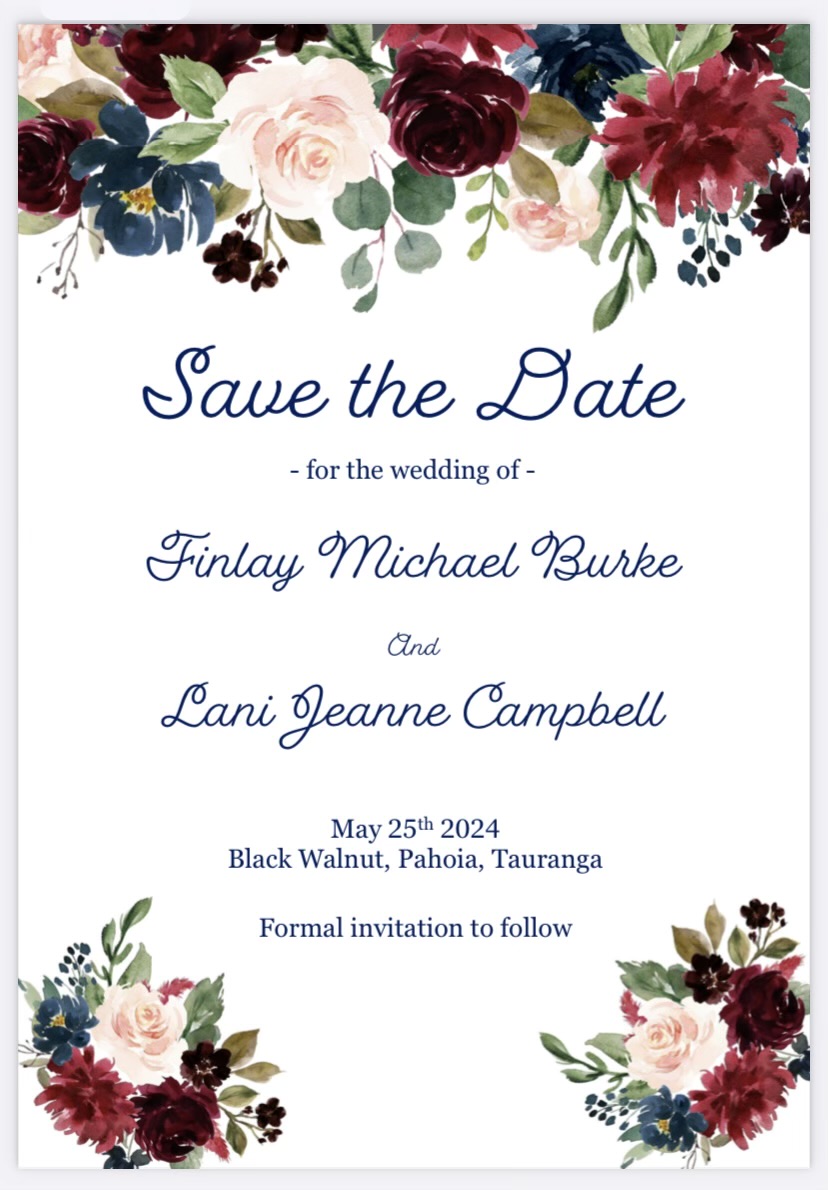 Save the Date
- for the wedding of -
Finlay Michael Burke
And
Lani Jeanne Campbell
May 25th 2024
Black Walnut, Pahoia, Tauranga
Formal invitation to follow